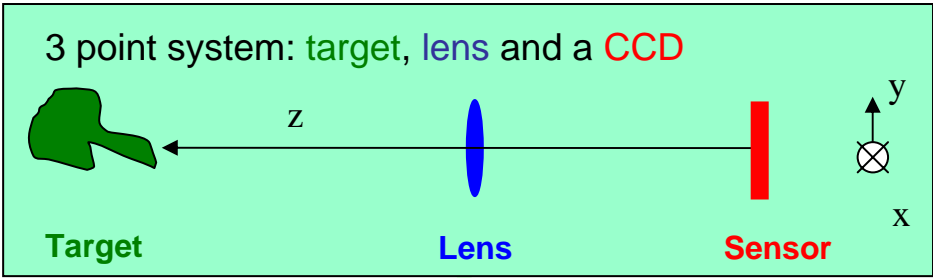 3 point system: target, lens and a CCD
z
y
x
Target Lens Sensor